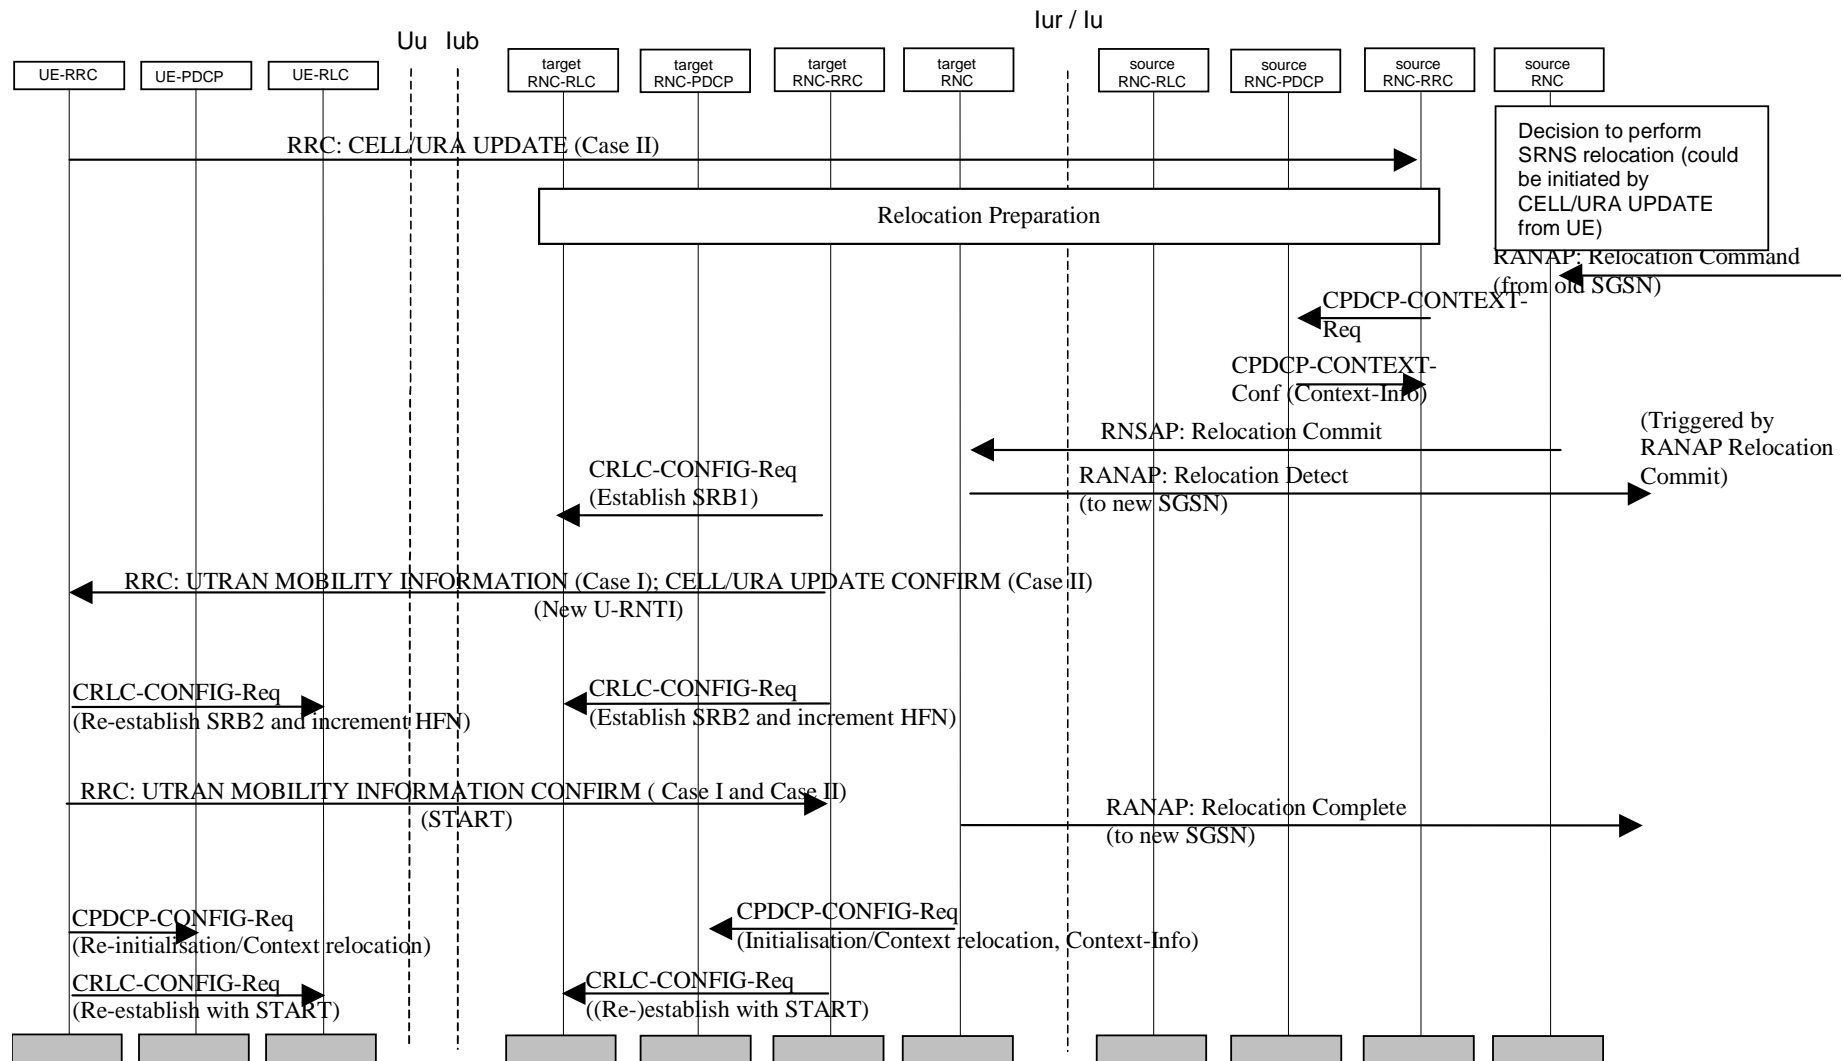 Iur / Iu
Uu
Iub
UE-RRC
UE-PDCP
UE-RLC
target
RNC-RLC
target
RNC-PDCP
target
RNC-RRC
target
RNC
source
RNC-RLC
source
RNC-PDCP
source
RNC-RRC
source
RNC
Decision to perform
SRNS relocation (could
be initiated by
CELL/URA UPDATE
from UE)
RRC: CELL/URA UPDATE (Case II)
Relocation Preparation
RANAP: Relocation Command
(from old SGSN)
CPDCP-CONTEXT-
Req
CPDCP-CONTEXT-
Conf (Context-Info)
RNSAP: Relocation Commit
(Triggered by
RANAP Relocation
Commit)
CRLC-CONFIG-Req
(Establish SRB1)
RANAP: Relocation Detect
(to new SGSN)
RRC: UTRAN MOBILITY INFORMATION (Case I); CELL/URA UPDATE CONFIRM (Case II)
(New U-RNTI)
CRLC-CONFIG-Req
(Re-establish SRB2 and increment HFN)
CRLC-CONFIG-Req
(Establish SRB2 and increment HFN)
RRC: UTRAN MOBILITY INFORMATION CONFIRM ( Case I and Case II)
(START)
RANAP: Relocation Complete
(to new SGSN)
CPDCP-CONFIG-Req
(Re-initialisation/Context relocation)
CPDCP-CONFIG-Req
(Initialisation/Context relocation, Context-Info)
CRLC-CONFIG-Req
(Re-establish with START)
CRLC-CONFIG-Req
((Re-)establish with START)